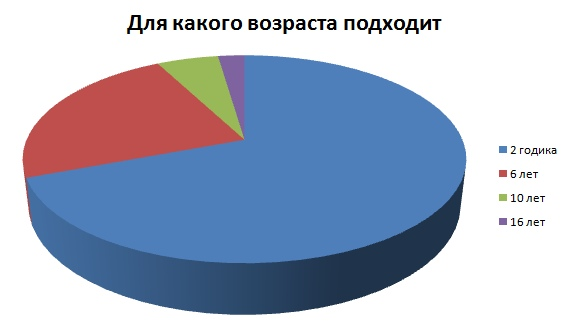 Для какого возраста подходит
2 годика
6 лет
10 лет
16 лет